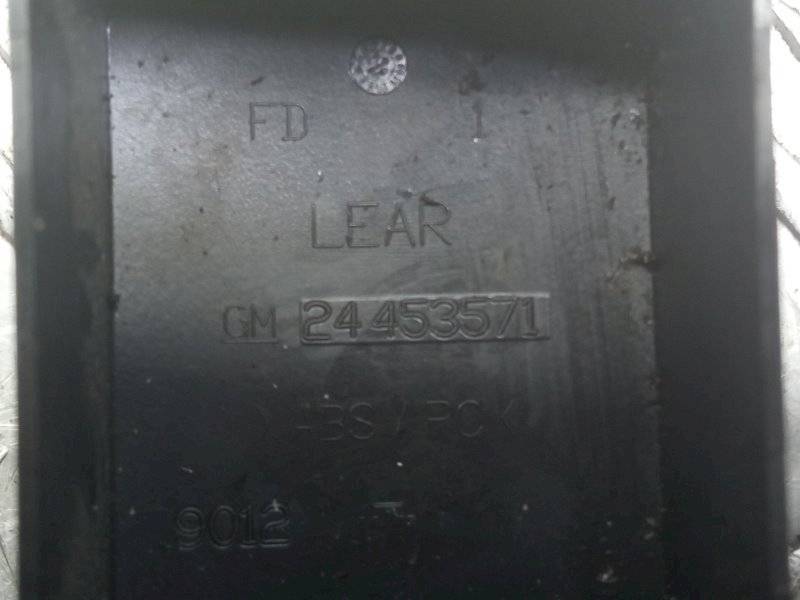 FD 1
LEAR
GM 24453571
>ABS/PC<
9012